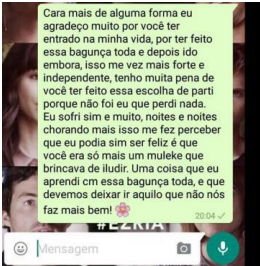 Cara mais de alguma forma eu
agradeço muito por você ter
entrado na minha vida, por ter feito
essa bagunça toda e depois ido
embora, isso me vez mais forte e
independente, tenho muita pena de
você ter feito essa escolha de parti
porque não foi eu que perdi nada.
Eu sofri sim e muito, noites e noites
chorando mais isso me fez perceber
que eu podia sim ser feliz é que
você era só mais um muleke que
brincava de iludir. Uma coisa que eu
aprendi cm essa bagunça toda, e que
devemos deixar ir aquilo que não nós
faz mais bem! 🌸
20:04 ✓
#EZRIA
Mensagem